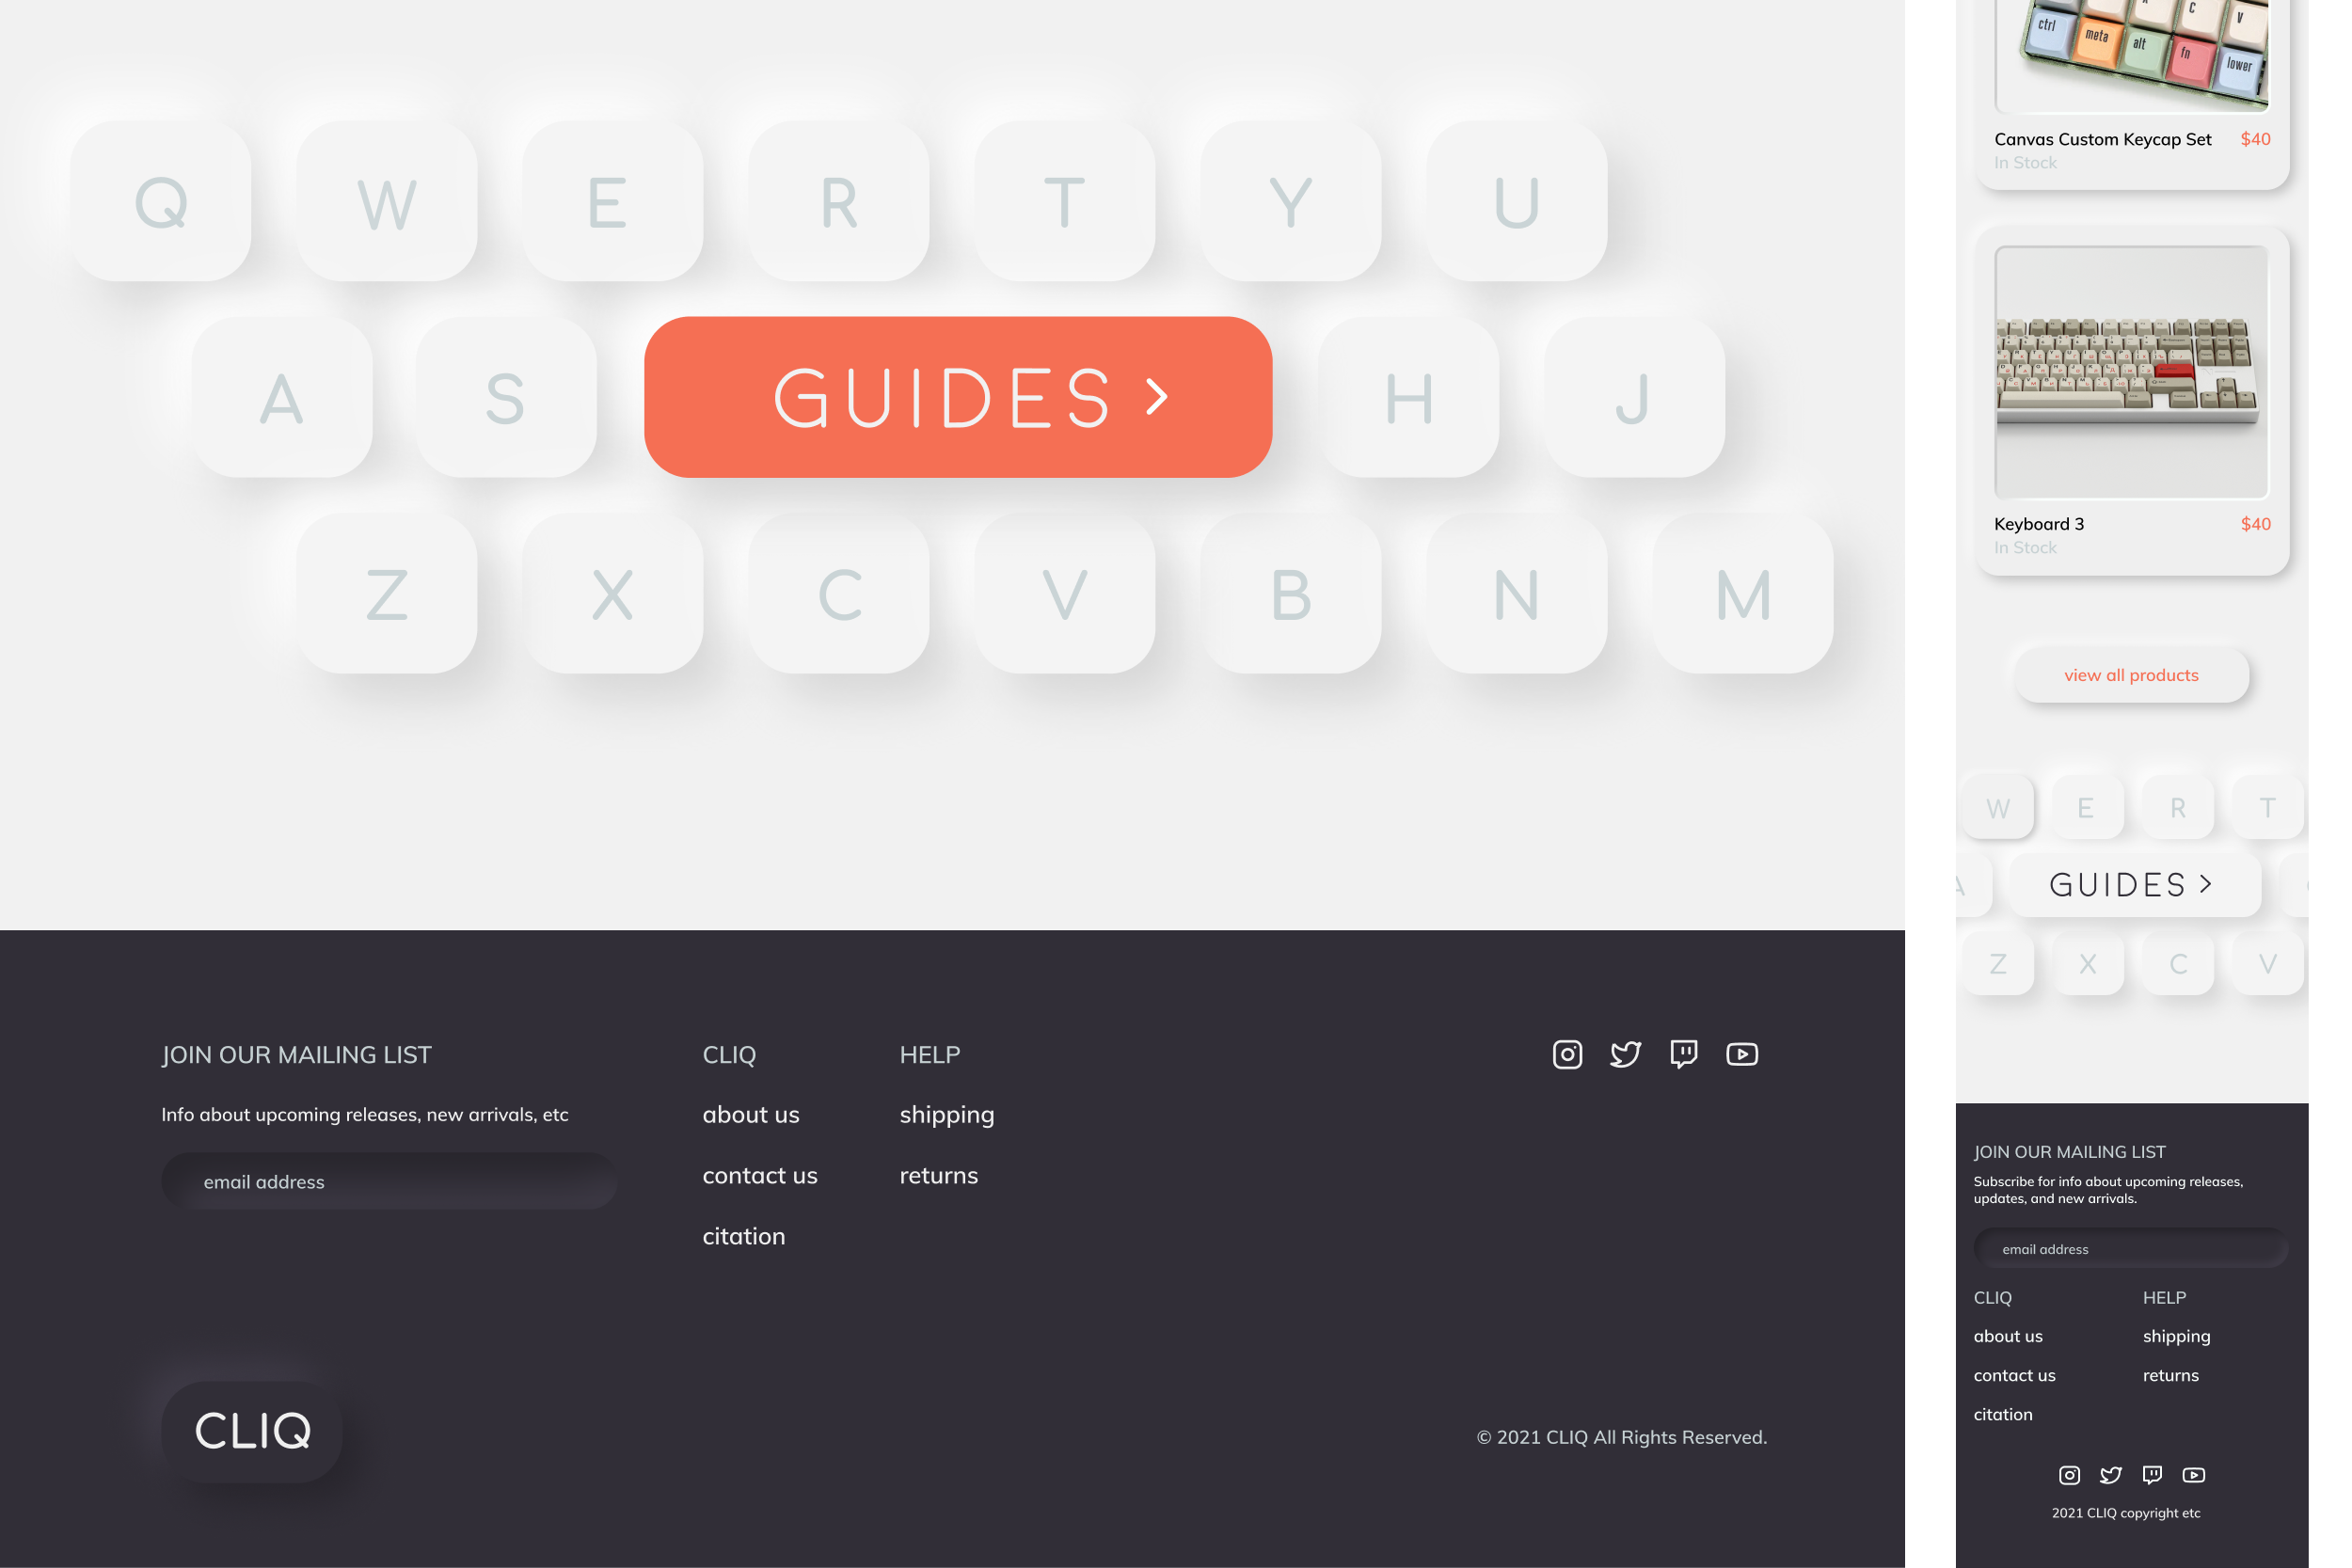 Q W E R T Y U
A S GUIDES > H J
Z X C V B N M
JOIN OUR MAILING LIST
Info about upcoming releases, new arrivals, etc
email address
CLIQ
about us
contact us
citation
HELP
shipping
returns
CLIQ
© 2021 CLIQ All Rights Reserved.
C V
ctrl meta alt fn lower
Canvas Custom Keycap Set $40
In Stock
Keyboard 3 $40
In Stock
view all products
W E R T
A GUIDES >
Z X C V
JOIN OUR MAILING LIST
Subscribe for info about upcoming releases,
updates, and new arrivals.
email address
CLIQ
about us
contact us
citation
HELP
shipping
returns
2021 CLIQ copyright etc